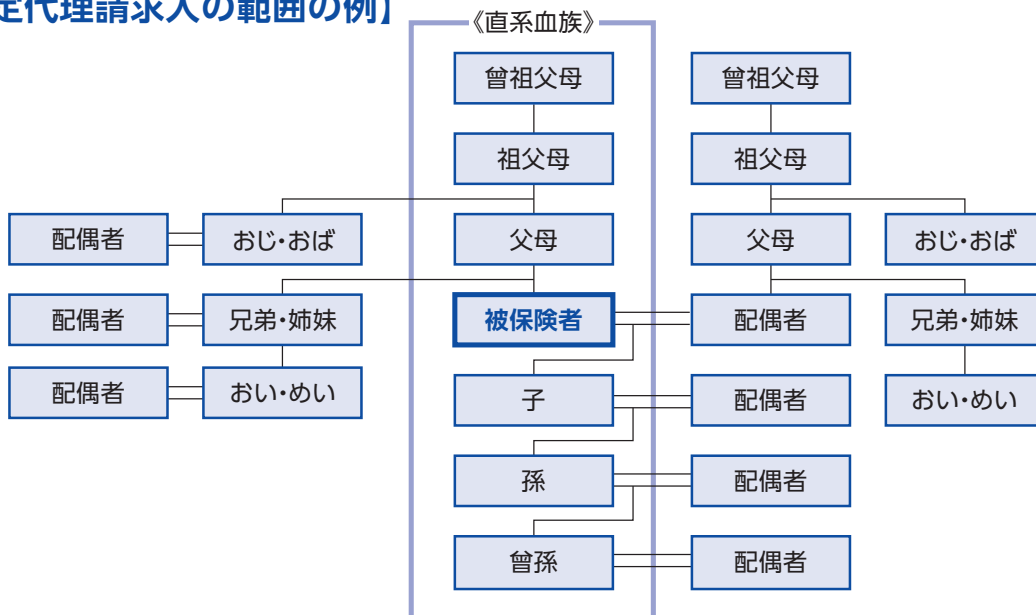 定代理請求人の範囲の例】
《直系血族》
曾祖父母 曾祖父母
祖父母 祖父母
配偶者 おじ・おば 父母 父母 おじ・おば
配偶者 兄弟・姉妹 被保険者 配偶者 兄弟・姉妹
配偶者 おい・めい 子 配偶者 おい・めい
孫 配偶者
曾孫 配偶者